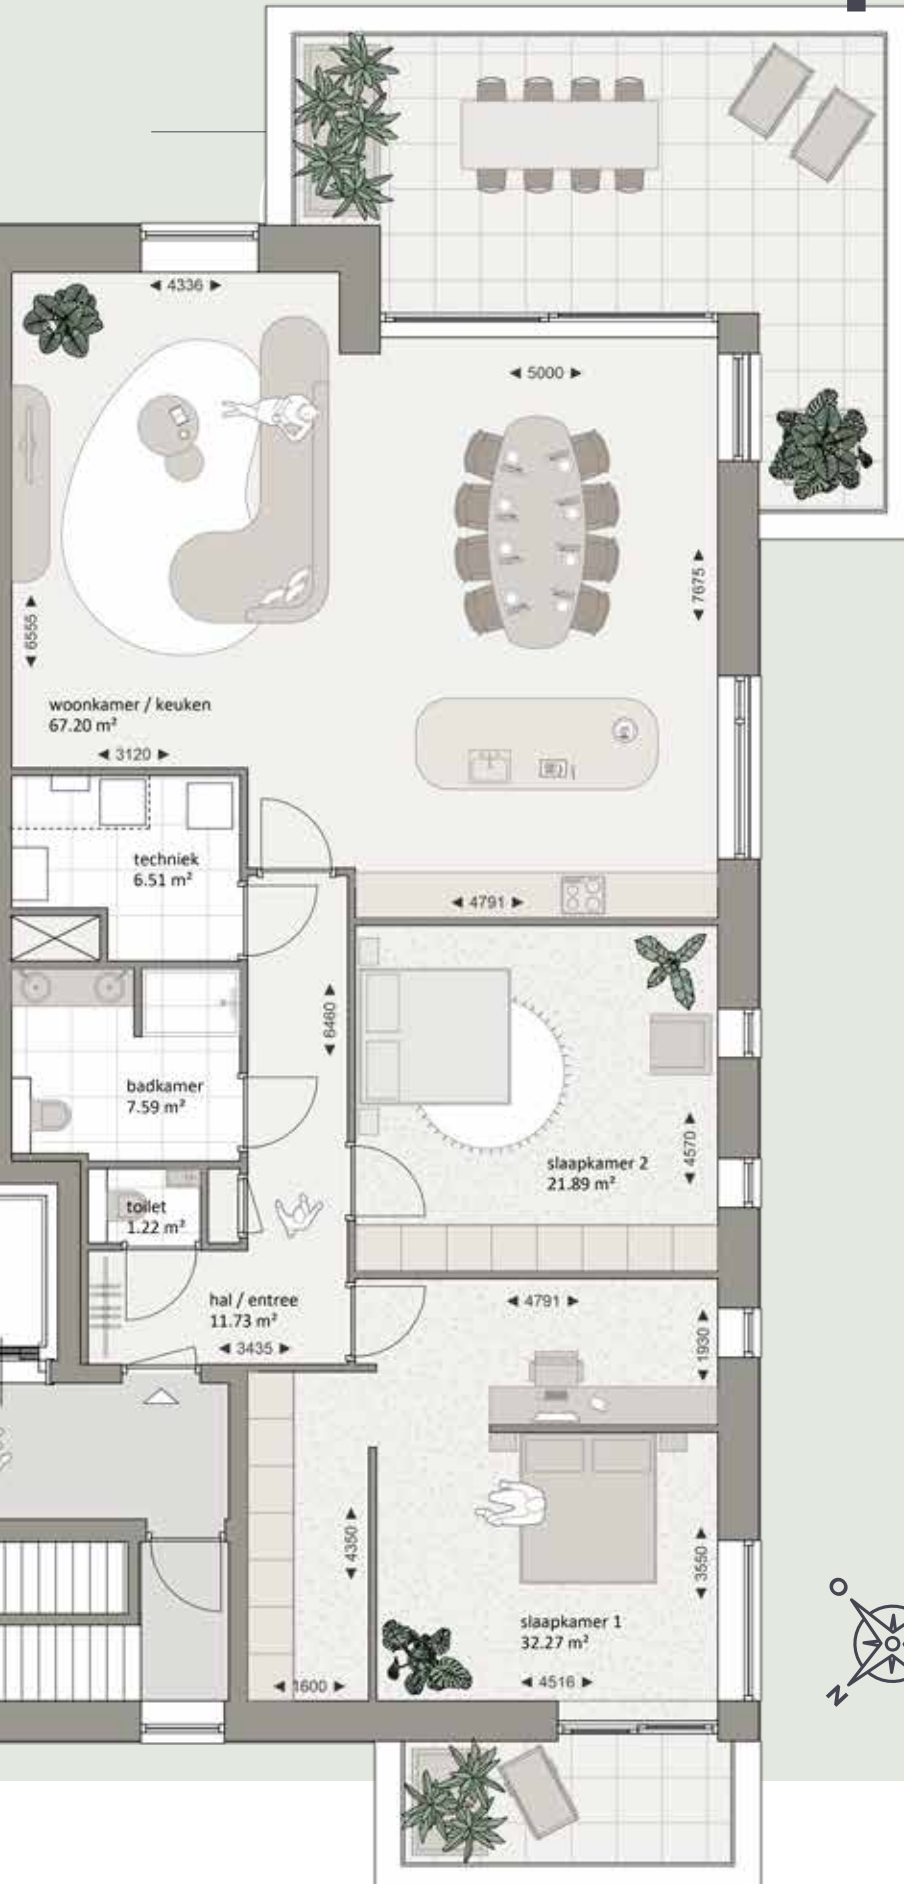 ◄ 4336 ►
◄ 5000 ►
◄ 7675 ►
◄ 6555 ►
woonkamer / keuken
67.20 m²
◄ 3120 ►
techniek
6.51 m²
◄ 4791 ►
◄ 6460 ►
badkamer
7.59 m²
◄ 4570 ►
slaapkamer 2
21.89 m²
toilet
1.22 m²
hal / entree
11.73 m²
◄ 3435 ►
◄ 4791 ►
◄ 1930 ►
◄ 4350 ►
◄ 3550 ►
slaapkamer 1
32.27 m²
◄ 1600 ►
◄ 4516 ►
O
N